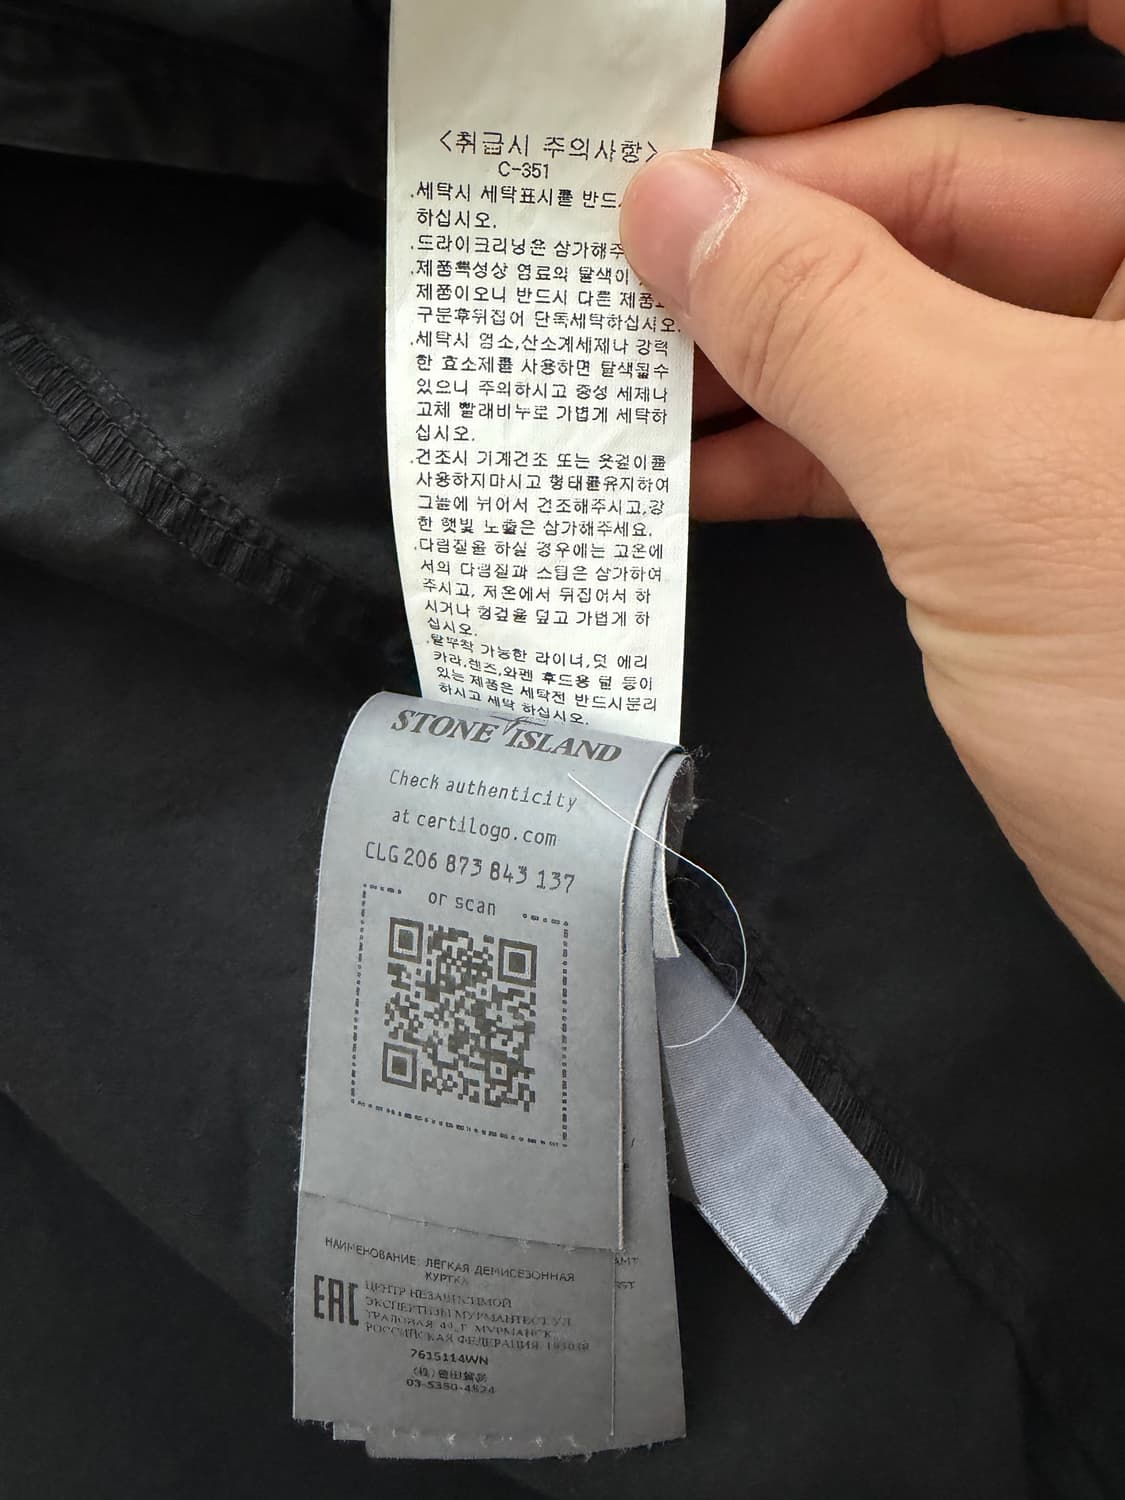 <취급시 주의사항>
C-351
.세탁시 세탁표시를 반드
하십시오.
.드라이크리닝은 삼가해주
.제품특성상 염료의 탈색이
제품이오니 반드시 다른 제품
구분후뒤집어 단독세탁하십시오.
.세탁시 염소,산소계세제나 강력
한 효소제를 사용하면 탈색될수
있으니 주의하시고 중성 세제나
고체 빨래비누로 가볍게 세탁하
십시오.
.건조시 기계건조 또는 옷걸이를
사용하지마시고 형태를유지하여
그늘에 뉘어서 건조해주시고,강
한 햇빛 노출은 삼가해주세요.
.다림질을 하실 경우에는 고온에
서의 다림질과 스팀은 삼가하여
주시고, 저온에서 뒤집어서 하
시거나 헝겊을 덮고 가볍게 하
십시오.
.탈부착 가능한 라이너,덧 에리
카라,렌즈,와펜 후드용 털 등이
있는 제품은 세탁전 반드시분리
하시고 세탁 하십시오.
STONE ISLAND
Check authenticity
at certilogo.com
CLG 206 873 843 137
or scan
НАИМЕНОВАНИЕ ЛЕГКАЯ ДЕМИСЕЗОННАЯ
КУРТКА
EAC
ЦЕНТР НЕЗАВИСИМОЙ
ЭКСПЕРТИЗЫ МУРМАНТЕСТ УЛ
Г. МУРМАНСК
РОССИЙСКАЯ ФЕДЕРАЦИЯ
7615114WN
03-5350-4824